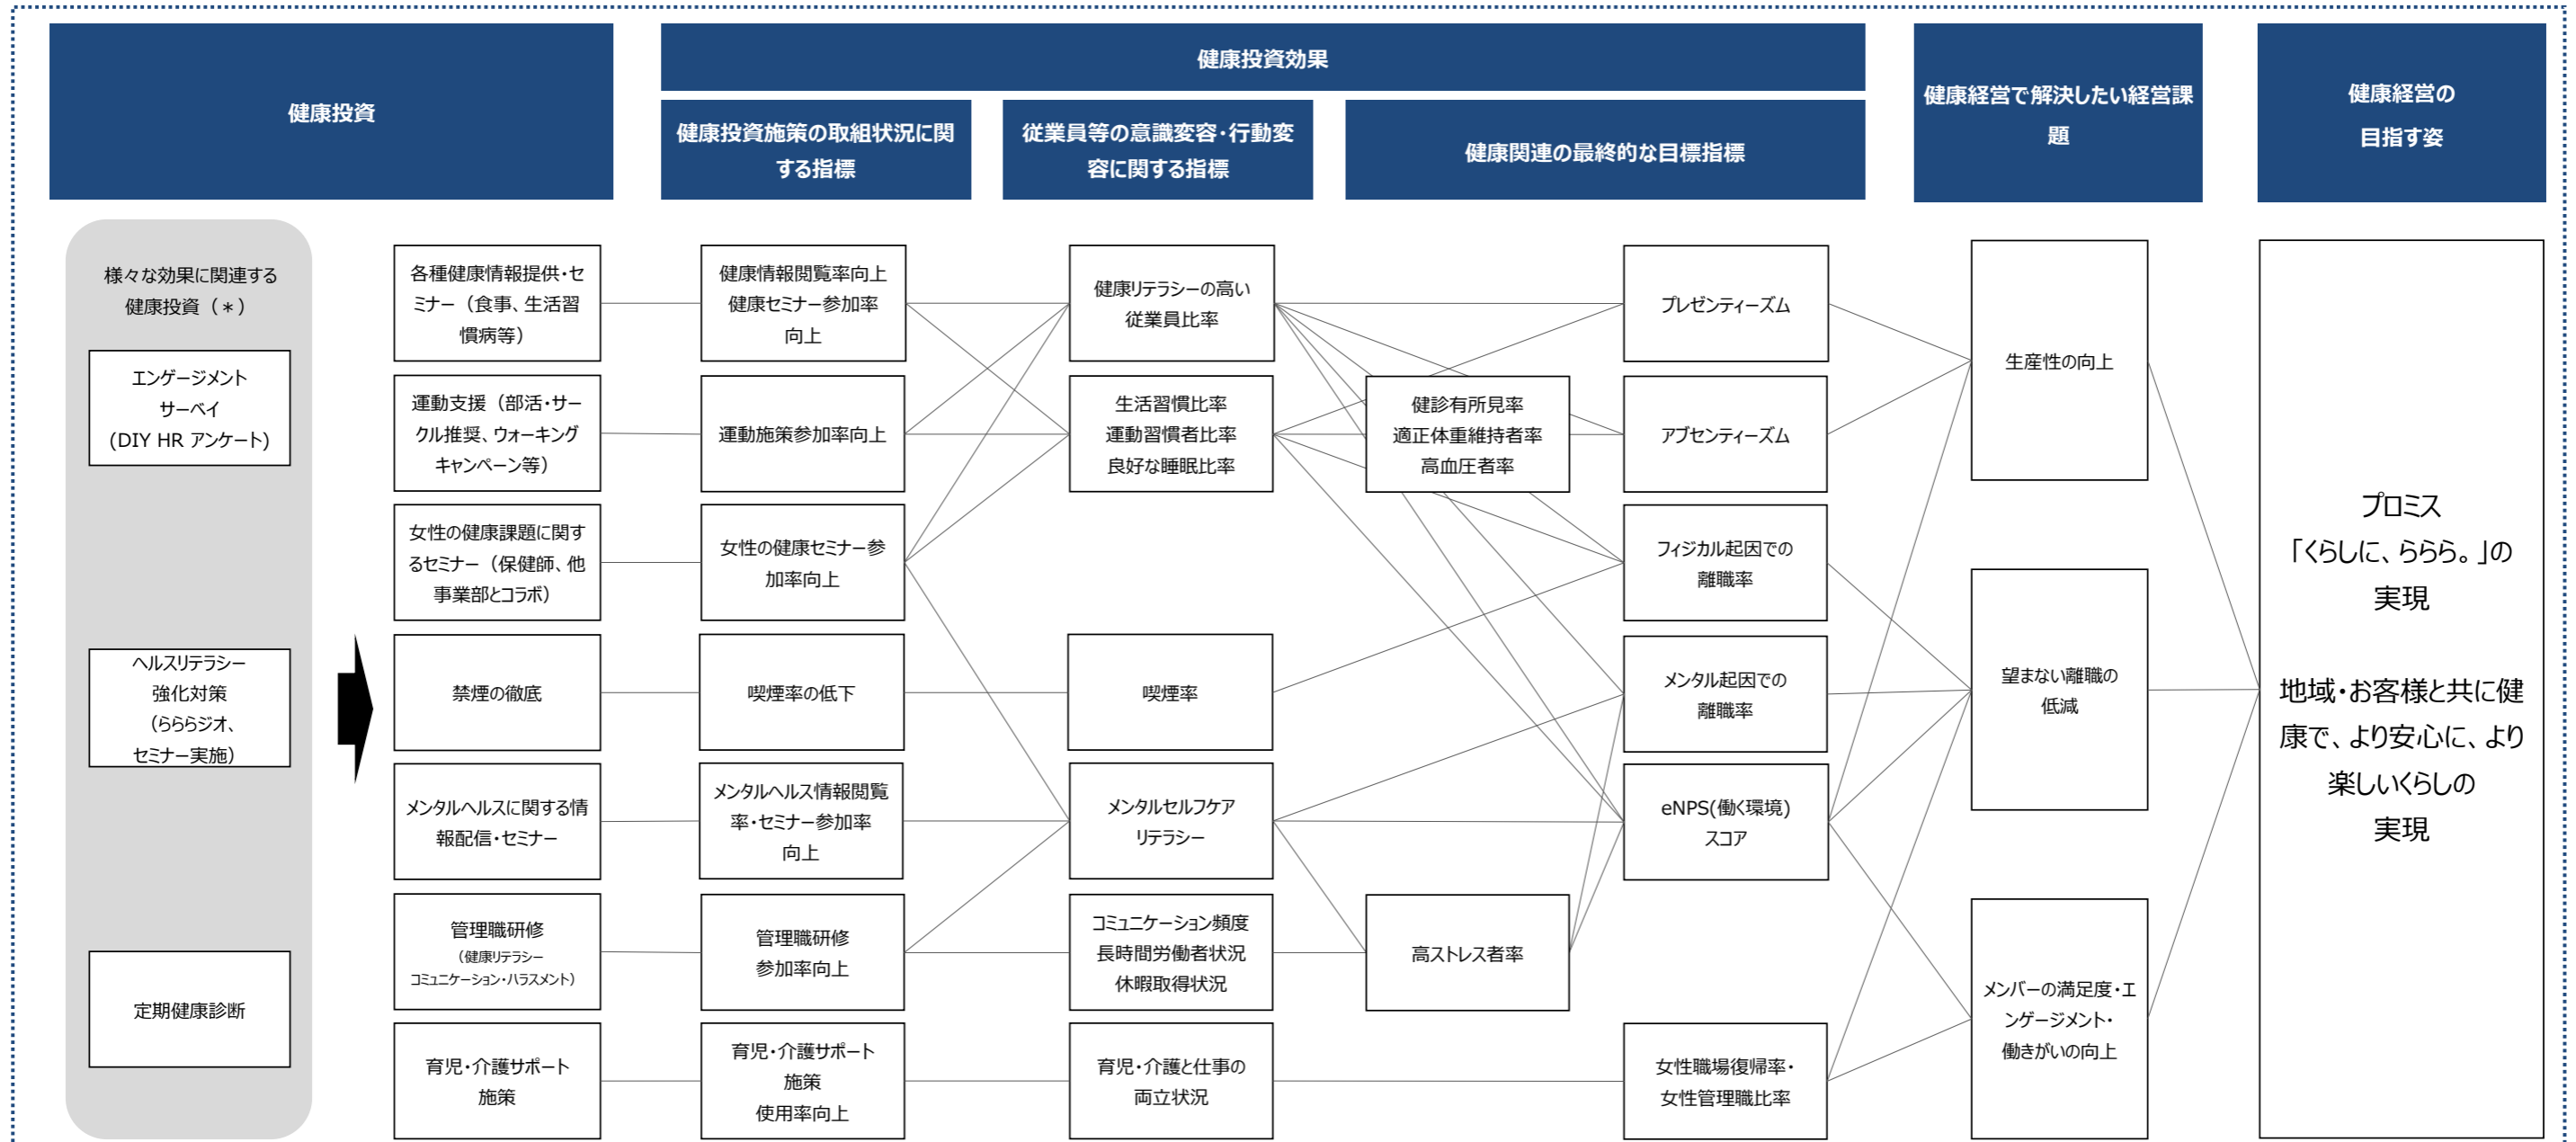 健康投資
健康投資効果
健康投資施策の取組状況に関
する指標
従業員等の意識変容・行動変
容に関する指標
健康関連の最終的な目標指標
健康経営で解決したい経営課
題
健康経営の
目指す姿
様々な効果に関連する
健康投資（＊）
エンゲージメント
サーベイ
(DIY HR アンケート)
ヘルスリテラシー
強化対策
（らららジオ、
セミナー実施）
定期健康診断
各種健康情報提供・セ
ミナー（食事、生活習
慣病等）
運動支援（部活・サー
クル推奨、ウォーキング
キャンペーン等）
女性の健康課題に関す
るセミナー（保健師、他
事業部とコラボ）
禁煙の徹底
メンタルヘルスに関する情
報配信・セミナー
管理職研修
（健康リテラシー
コミュニケーション・ハラスメント）
育児・介護サポート
施策
健康情報閲覧率向上
健康セミナー参加率
向上
運動施策参加率向上
女性の健康セミナー参
加率向上
喫煙率の低下
メンタルヘルス情報閲覧
率・セミナー参加率
向上
管理職研修
参加率向上
育児・介護サポート
施策
使用率向上
健康リテラシーの高い
従業員比率
生活習慣比率
運動習慣者比率
良好な睡眠比率
喫煙率
メンタルセルフケア
リテラシー
コミュニケーション頻度
長時間労働者状況
休暇取得状況
育児・介護と仕事の
両立状況
健診有所見率
適正体重維持者率
高血圧者率
高ストレス者率
プレゼンティーズム
アブセンティーズム
フィジカル起因での
離職率
メンタル起因での
離職率
eNPS(働く環境)
スコア
女性職場復帰率・
女性管理職比率
生産性の向上
望まない離職の
低減
メンバーの満足度・エ
ンゲージメント・
働きがいの向上
プロミス
「くらしに、ららら。」の
実現
地域・お客様と共に健
康で、より安心に、より
楽しいくらしの
実現